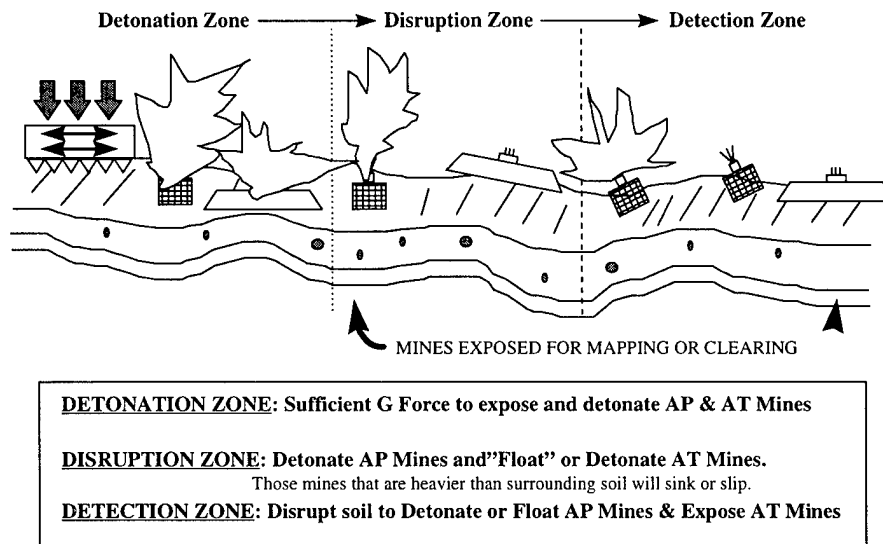 Detonation Zone Disruption Zone Detection Zone
MINES EXPOSED FOR MAPPING OR CLEARING
DETONATION ZONE: Sufficient G Force to expose and detonate AP & AT Mines
DISRUPTION ZONE: Detonate AP Mines and"Float" or Detonate AT Mines.
Those mines that are heavier than surrounding soil will sink or slip.
DETECTION ZONE: Disrupt soil to Detonate or Float AP Mines & Expose AT Mines